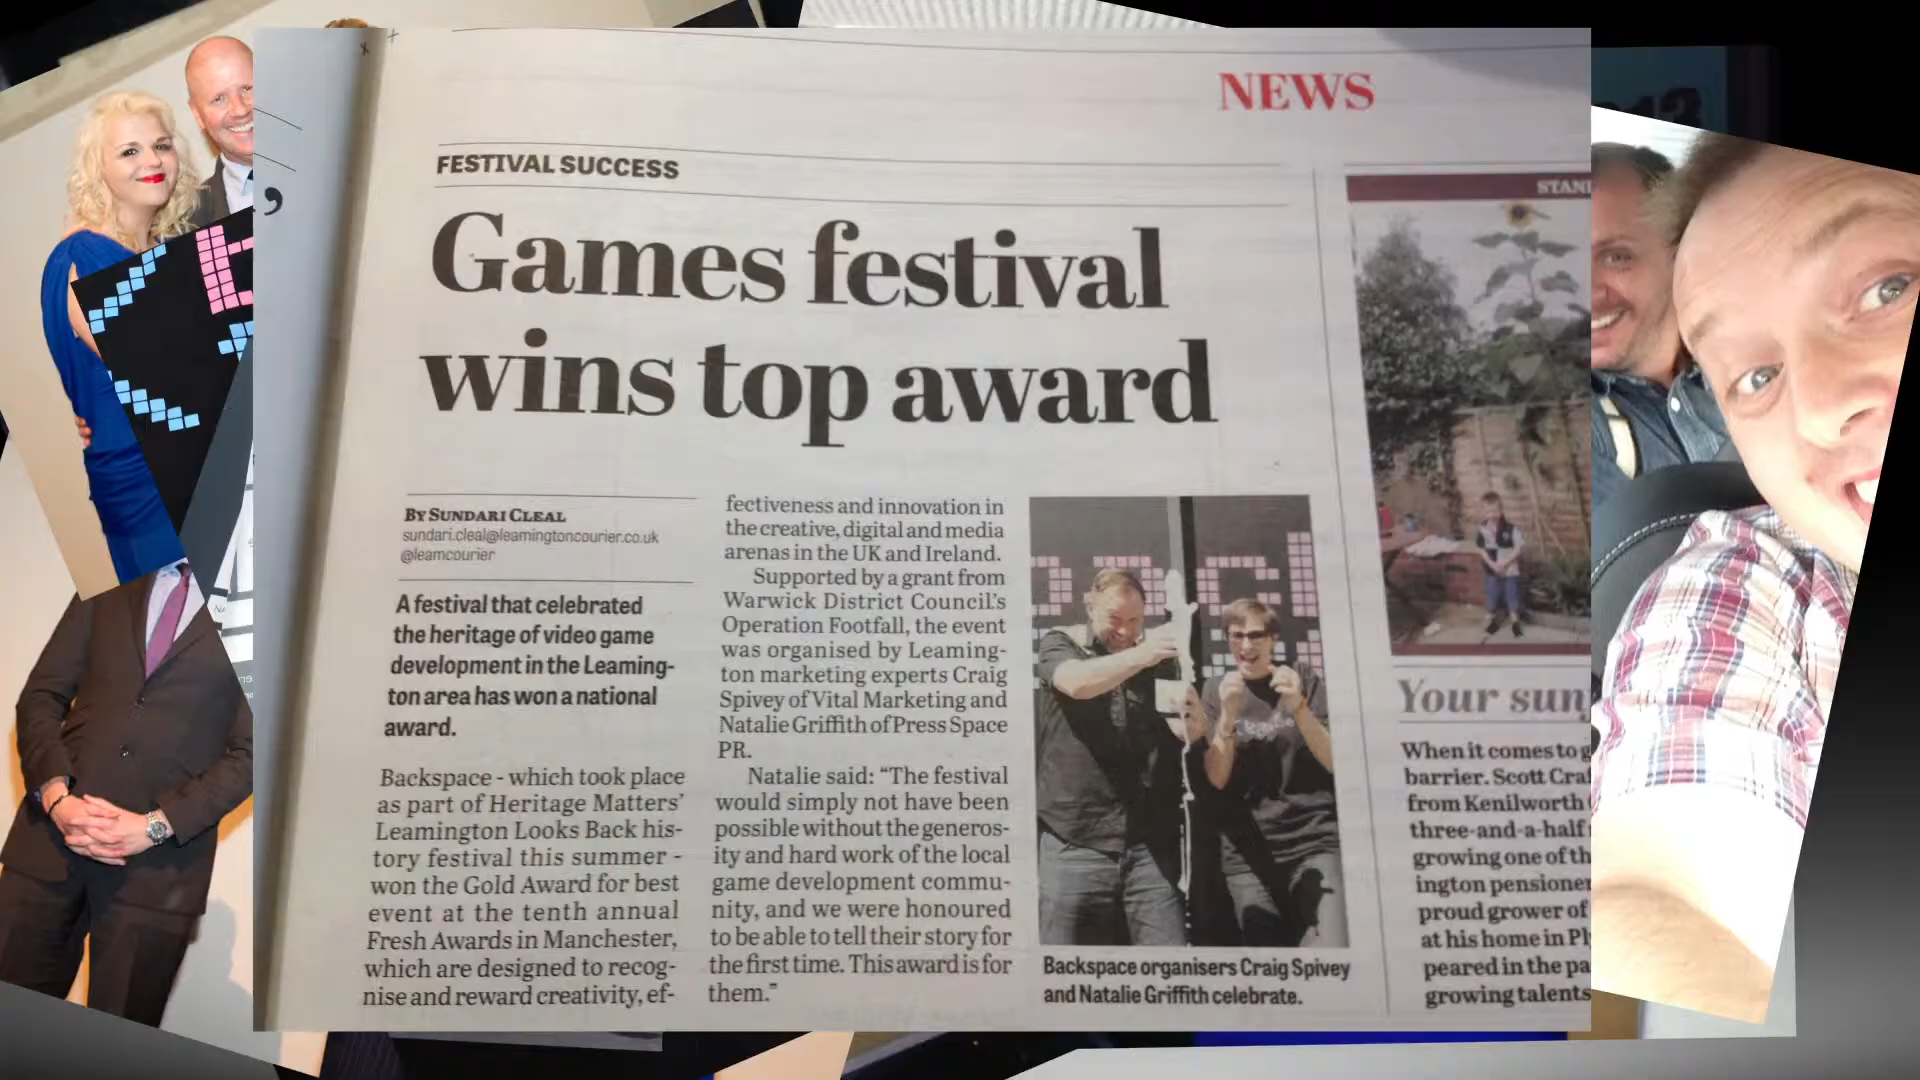 NEWS
FESTIVAL SUCCESS
Games festival
wins top award
BY SUNDARI CLEAL
sundari.cleal@leamingtoncourier.co.uk
@leamcourier
A festival that celebrated
the heritage of video game
development in the Leaming-
ton area has won a national
award.
Backspace - which took place
as part of Heritage Matters'
Leamington Looks Back his-
tory festival this summer -
won the Gold Award for best
event at the tenth annual
Fresh Awards in Manchester,
which are designed to recog-
nise and reward creativity, ef-
fectiveness and innovation in
the creative, digital and media
arenas in the UK and Ireland.
Supported by a grant from
Warwick District Council's
Operation Footfall, the event
was organised by Leaming-
ton marketing experts Craig
Spivey of Vital Marketing and
Natalie Griffith of Press Space
PR.
Natalie said: “The festival
would simply not have been
possible without the generos-
ity and hard work of the local
game development commu-
nity, and we were honoured
to be able to tell their story for
the first time. This award is for
them.”
Backspace organisers Craig Spivey
and Natalie Griffith celebrate.
STAN
Your sun
When it comes to g
barrier. Scott Cra
from Kenilworth
three-and-a-half
growing one of th
ington pensioner
proud grower of
at his home in Pl
peared in the pa
growing talents